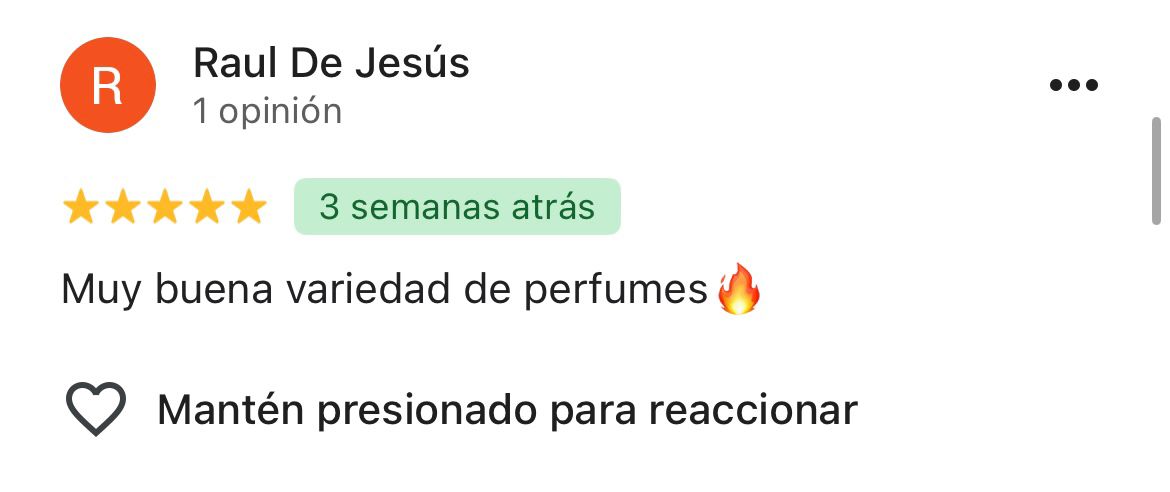 R
Raul De Jesús
1 opinión
3 semanas atrás
Muy buena variedad de perfumes🔥
Mantén presionado para reaccionar